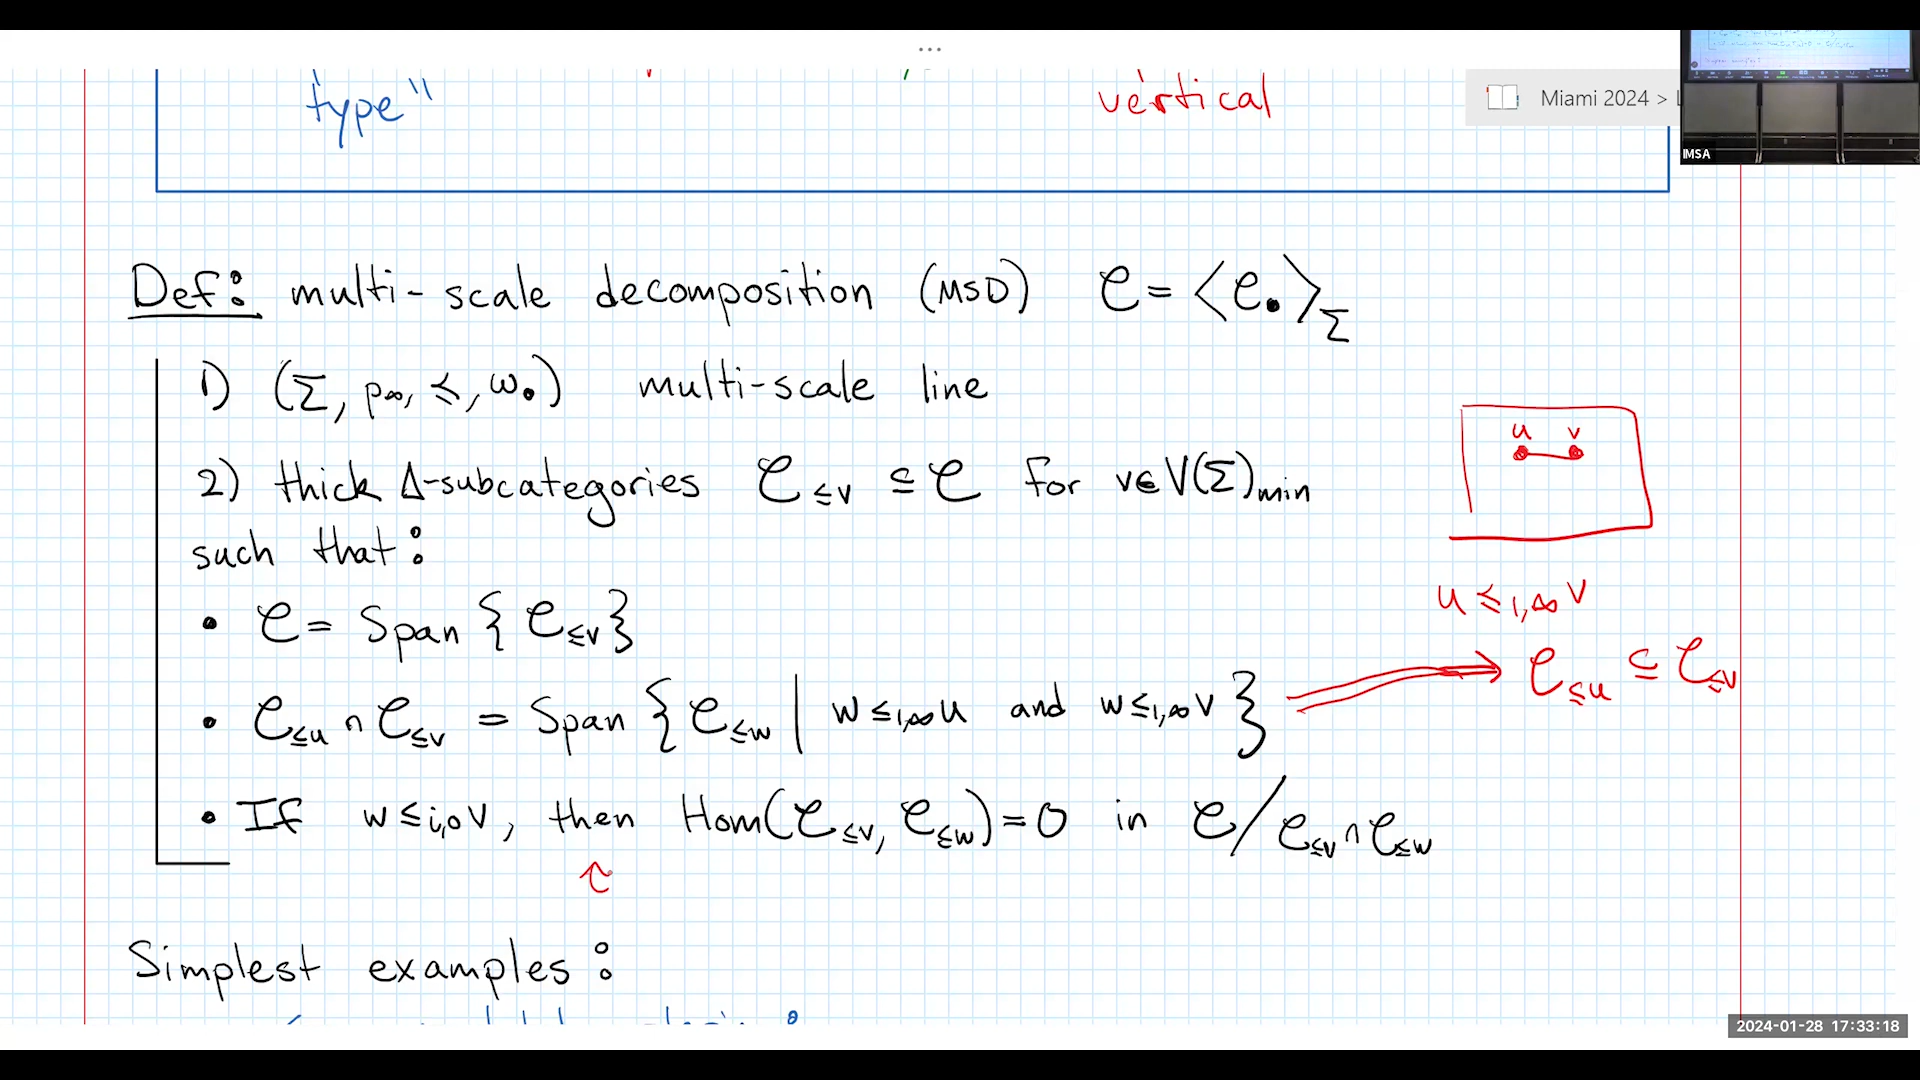 type"
vertical
Miami 2024 >
IMSA
Def: multi-scale decomposition (MSD) 𝒞 = ⟨𝒞•⟩_Σ
1) (Σ, p∞, ≤, ω•) multi-scale line
2) thick Δ-subcategories 𝒞≤v ⊆ 𝒞 for v∈V(Σ)min
such that:
• 𝒞 = Span { 𝒞≤v }
• 𝒞≤u ∩ 𝒞≤v = Span { 𝒞≤w | w ≤1,∞ u and w ≤1,∞ v }
• If w ≤i,0 v, then Hom(𝒞≤v, 𝒞≤w) = 0 in 𝒞/𝒞≤v ∩ 𝒞≤w
u v
u ≤1,∞ v
⇒ 𝒞≤u ⊆ 𝒞≤v
Simplest examples:
2024-01-28 17:33:18